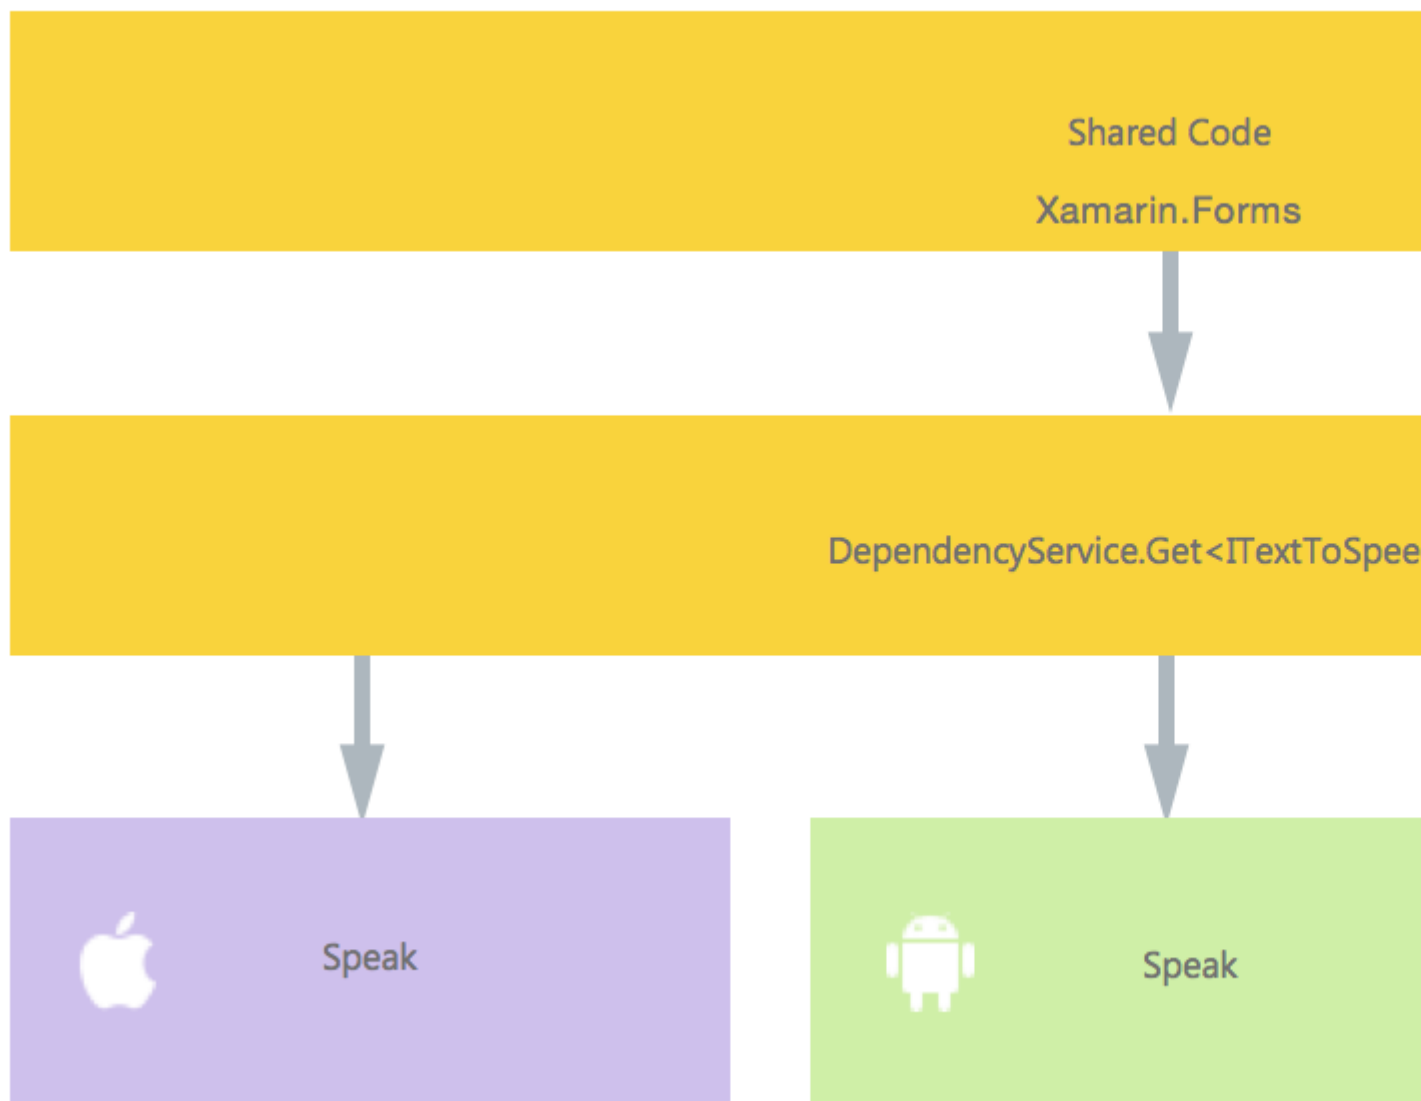 Shared Code
Xamarin.Forms
DependencyService.Get<ITextToSpee
Speak
Speak